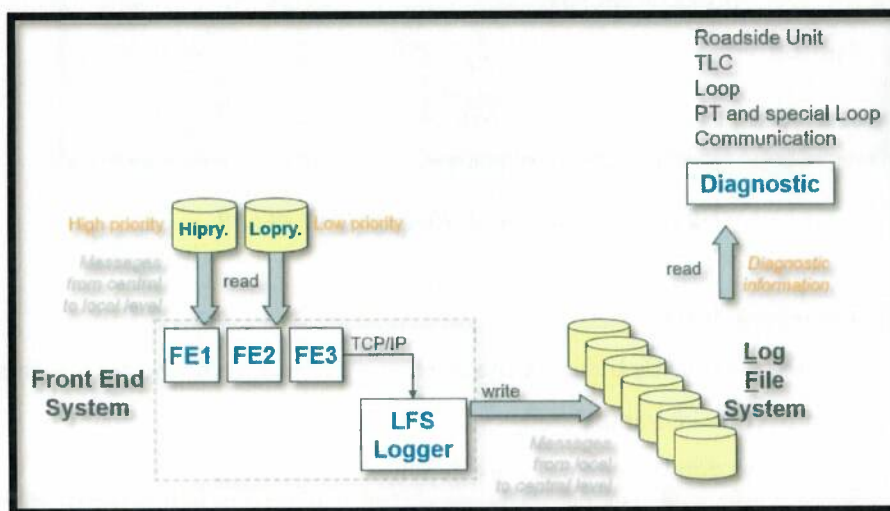 Roadside Unit
TLC
Loop
PT and special Loop
Communication
Diagnostic
High priority
Hipry.
Lopry.
Low priority
Messages
from central
to local level
read
read
Diagnostic
information
FE1
FE2
FE3
TCP/IP
Front End
System
LFS
Logger
write
Log
File
System
Messages
from local
to central level